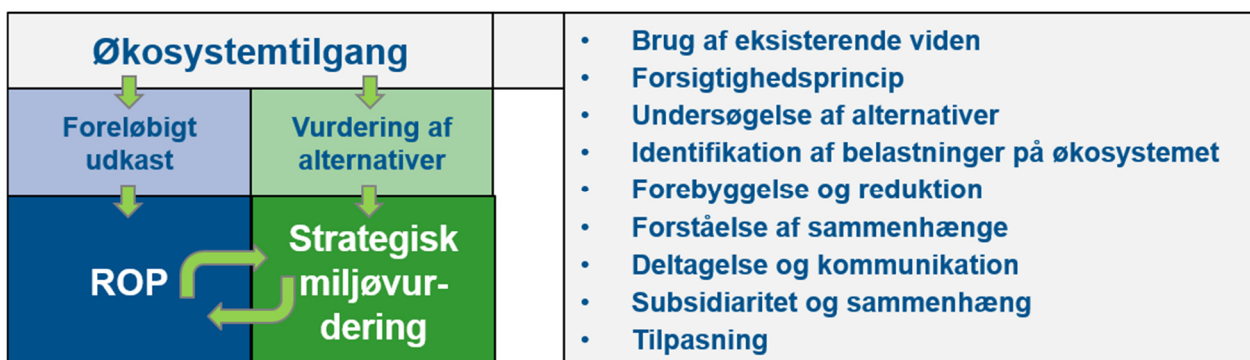 Økosystemtilgang
Foreløbigt
udkast
Vurdering af
alternativer
ROP
Strategisk
miljøvur-
dering
• Brug af eksisterende viden
• Forsigtighedsprincip
• Undersøgelse af alternativer
• Identifikation af belastninger på økosystemet
• Forebyggelse og reduktion
• Forståelse af sammenhænge
• Deltagelse og kommunikation
• Subsidiaritet og sammenhæng
• Tilpasning